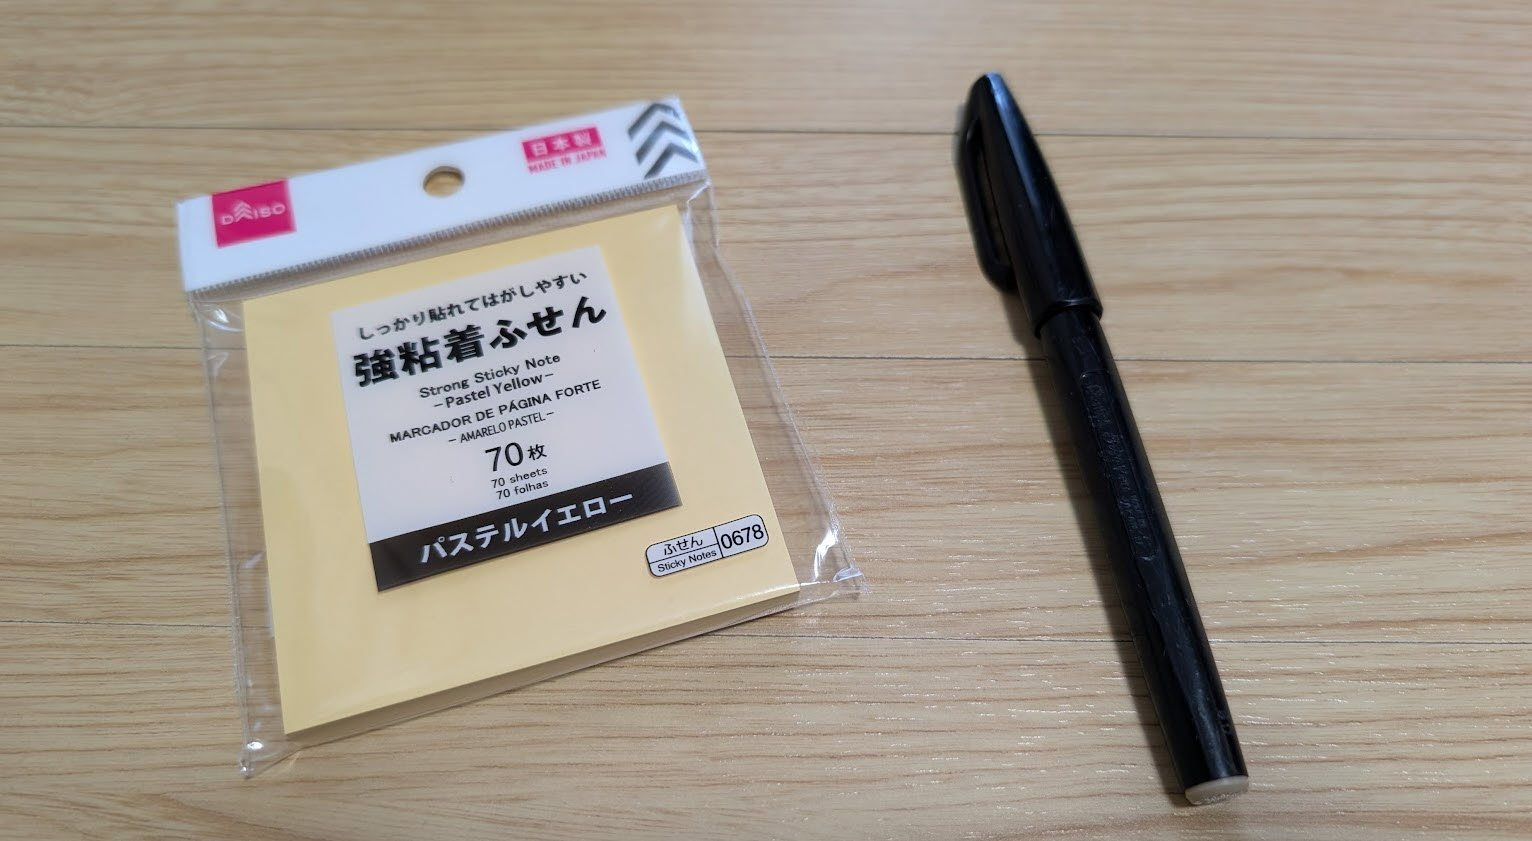 DAISO
日本製
MADE IN JAPAN
しっかり貼れてはがしやすい
強粘着ふせん
Strong Sticky Note
-Pastel Yellow-
MARCADOR DE PÁGINA FORTE
- AMARELO PASTEL-
70枚
70 sheets
70 folhas
パステルイエロー
ふせん
Sticky Notes
0678